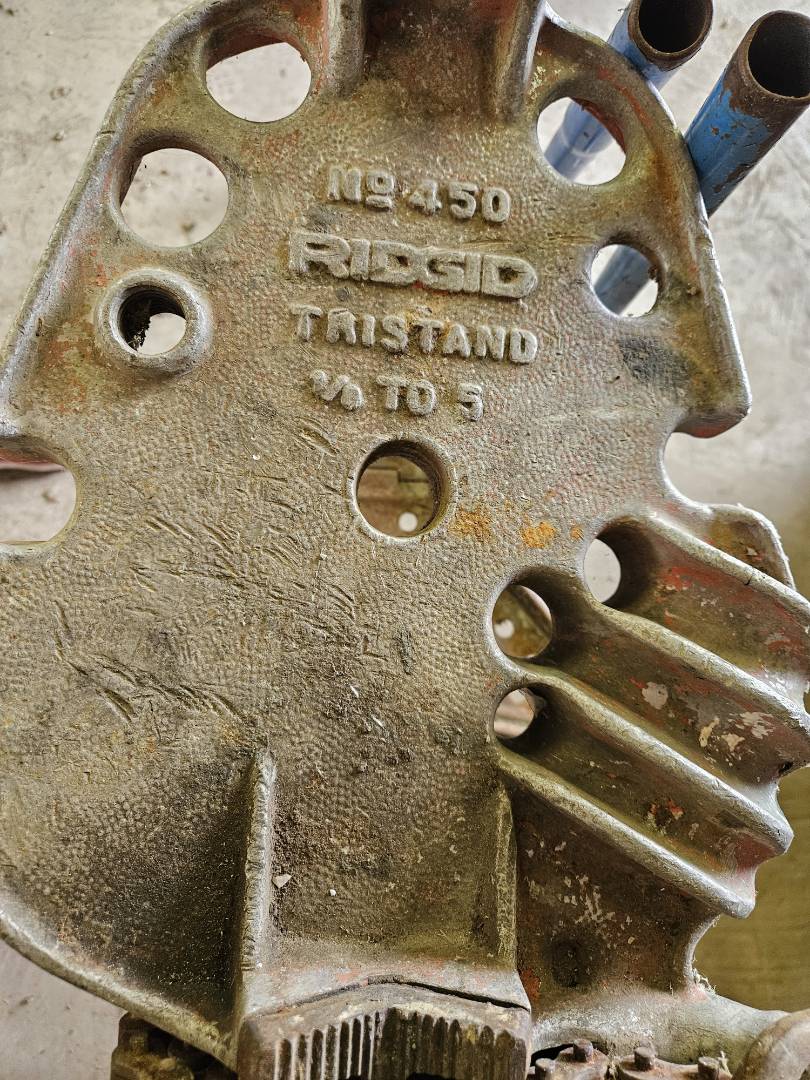 Nº 450
RIDGID
TRISTAND
1/8 TO 5